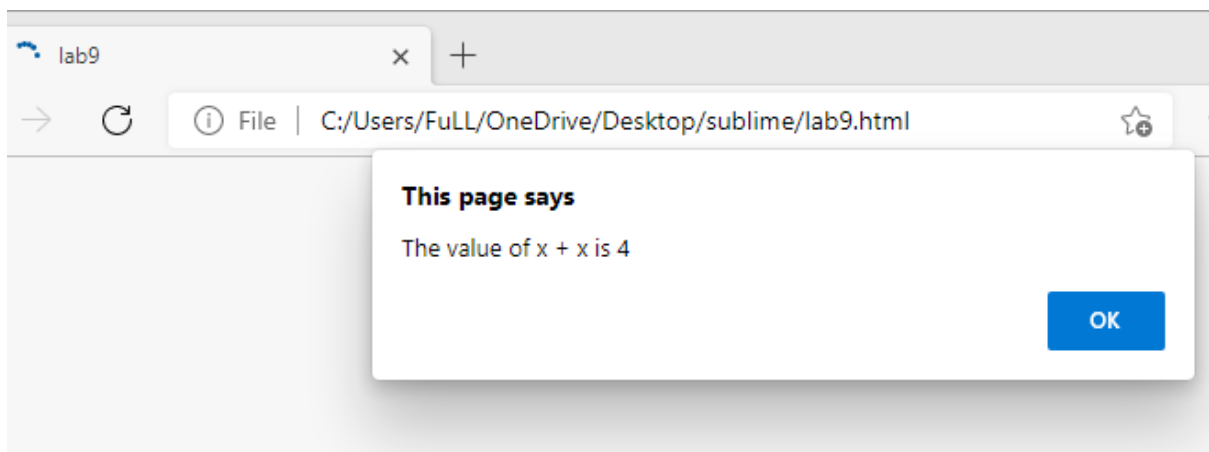 lab9
File C:/Users/FuLL/OneDrive/Desktop/sublime/lab9.html
This page says
The value of x + x is 4
OK